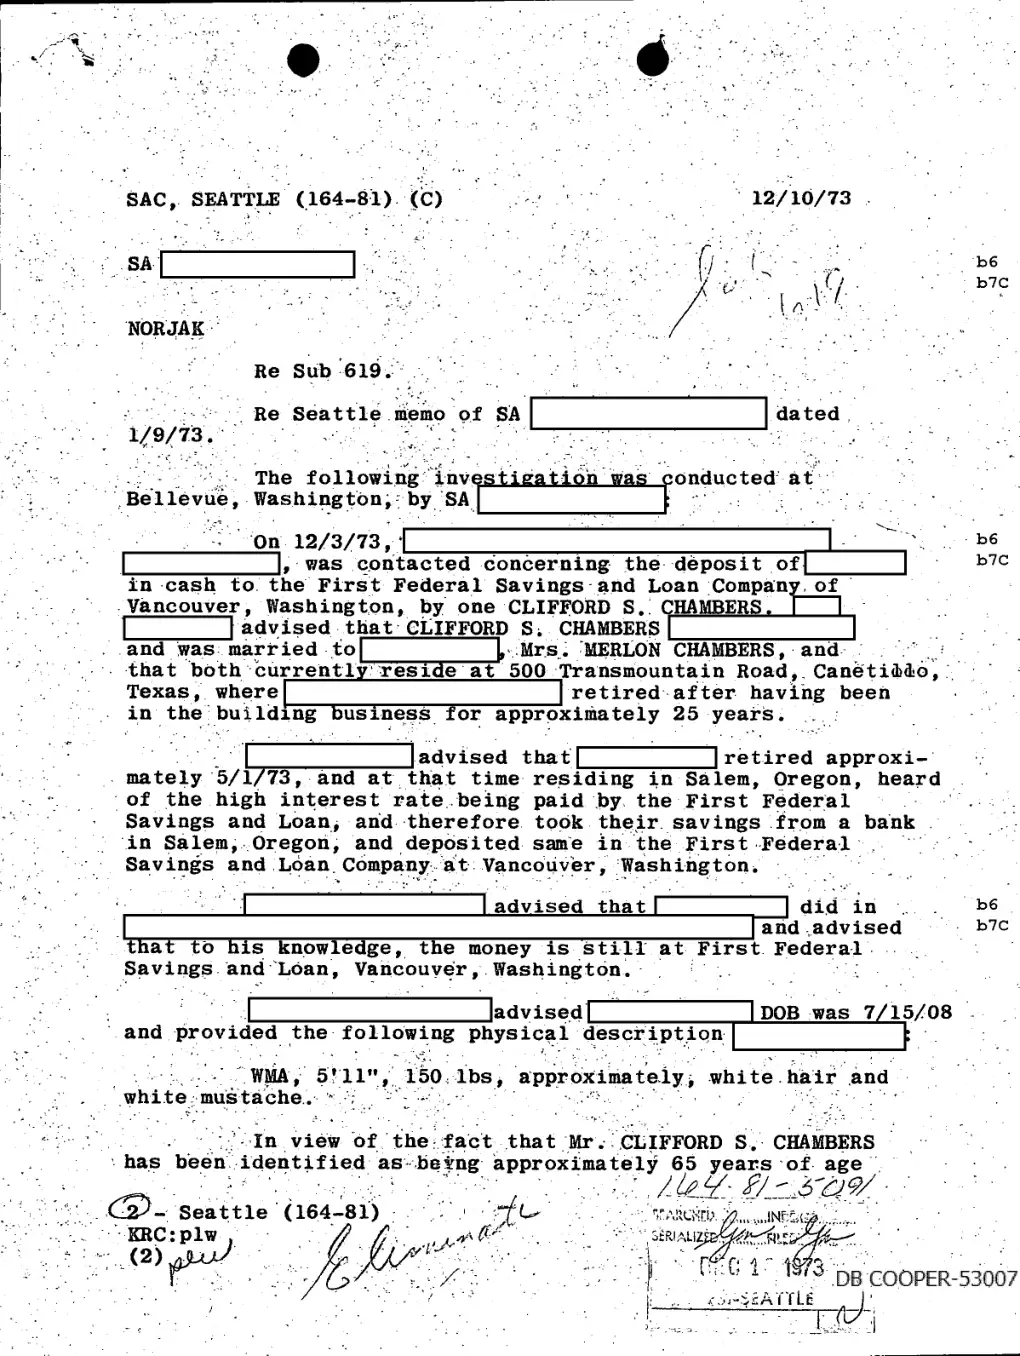 SAC, SEATTLE (164-81) (C) 12/10/73
SA b6
b7C
NORJAK
Re Sub 619.
Re Seattle memo of SA dated
1/9/73.
The following investigation was conducted at
Bellevue, Washington, by SA :
On 12/3/73, b6
, was contacted concerning the deposit of b7C
in cash to the First Federal Savings and Loan Company of
Vancouver, Washington, by one CLIFFORD S. CHAMBERS.
advised that CLIFFORD S. CHAMBERS
and was married to , Mrs. MERLON CHAMBERS, and
that both currently reside at 500 Transmountain Road,
Texas, where retired after having been
in the building business for approximately 25 years.
advised that retired approxi-
mately 5/1/73, and at that time residing in Salem, Oregon, heard
of the high interest rate being paid by the First Federal
Savings and Loan, and therefore took their savings from a bank
in Salem, Oregon, and deposited same in the First Federal
Savings and Loan Company at Vancouver, Washington.
advised that did in b6
and advised b7C
that to his knowledge, the money is still at First Federal
Savings and Loan, Vancouver, Washington.
advised DOB was 7/15/08
and provided the following physical description :
WMA, 5'11", 150 lbs, approximately, white hair and
white mustache.
In view of the fact that Mr. CLIFFORD S. CHAMBERS
has been identified as being approximately 65 years of age
164-81-5091
2 - Seattle (164-81)
KRC:plw
(2) plw
Eliminate
SEARCHED INDEXED
SERIALIZED FILED
1973
SEATTLE
DB COOPER-53007